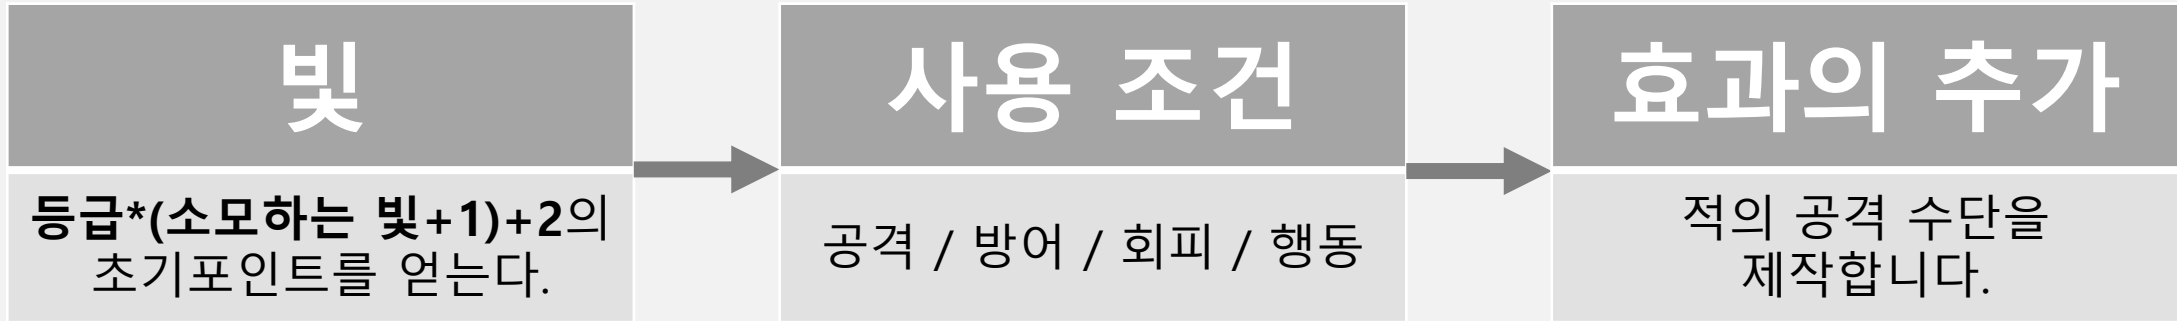 빛
등급*(소모하는 빛+1)+2의
초기포인트를 얻는다.
사용 조건
공격 / 방어 / 회피 / 행동
효과의 추가
적의 공격 수단을
제작합니다.